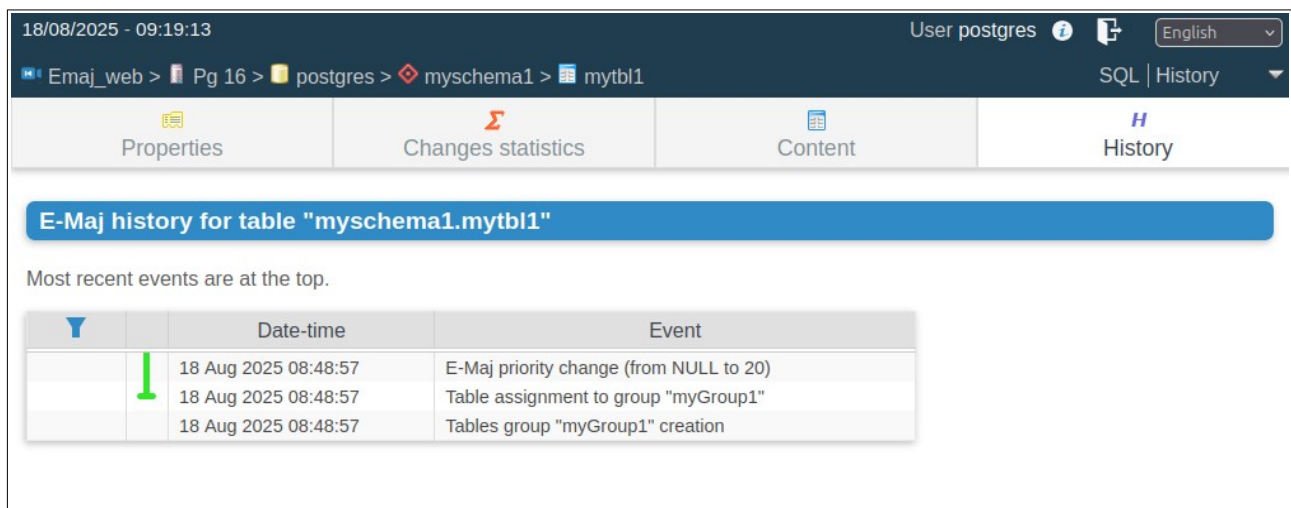 18/08/2025 - 09:19:13 User postgres English
Emaj_web > Pg 16 > postgres > myschema1 > mytbl1 SQL | History
Properties Changes statistics Content History
E-Maj history for table "myschema1.mytbl1"
Most recent events are at the top.
Date-time Event
18 Aug 2025 08:48:57 E-Maj priority change (from NULL to 20)
18 Aug 2025 08:48:57 Table assignment to group "myGroup1"
18 Aug 2025 08:48:57 Tables group "myGroup1" creation